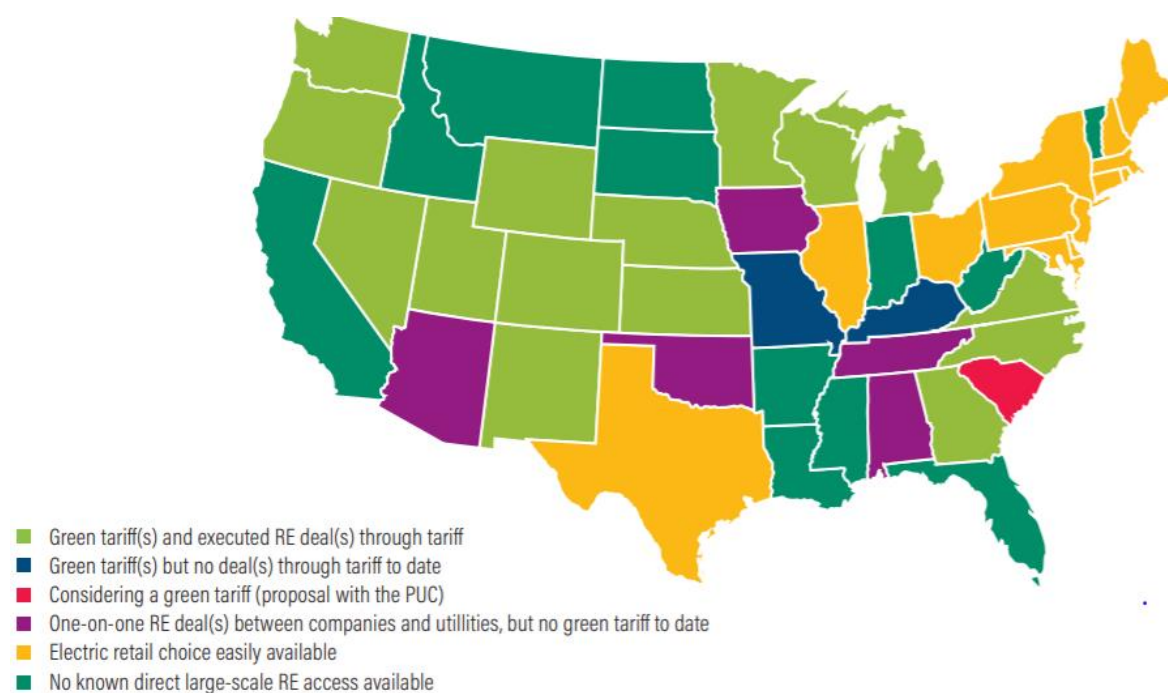 Green tariff(s) and executed RE deal(s) through tariff
Green tariff(s) but no deal(s) through tariff to date
Considering a green tariff (proposal with the PUC)
One-on-one RE deal(s) between companies and utillities, but no green tariff to date
Electric retail choice easily available
No known direct large-scale RE access available